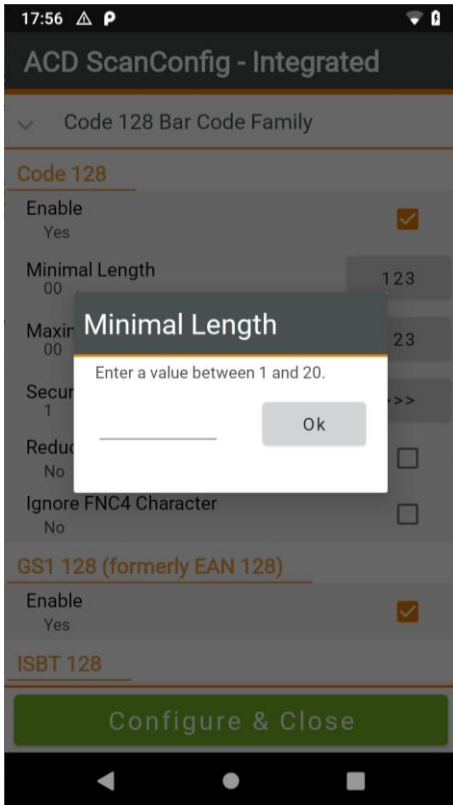 17:56
ACD ScanConfig - Integrated
Code 128 Bar Code Family
Code 128
Enable
Yes
Minimal Length
00
123
Minimal Length
Enter a value between 1 and 20.
Ok
00
23
1
>>
No
Ignore FNC4 Character
No
GS1 128 (formerly EAN 128)
Enable
Yes
ISBT 128
Configure & Close